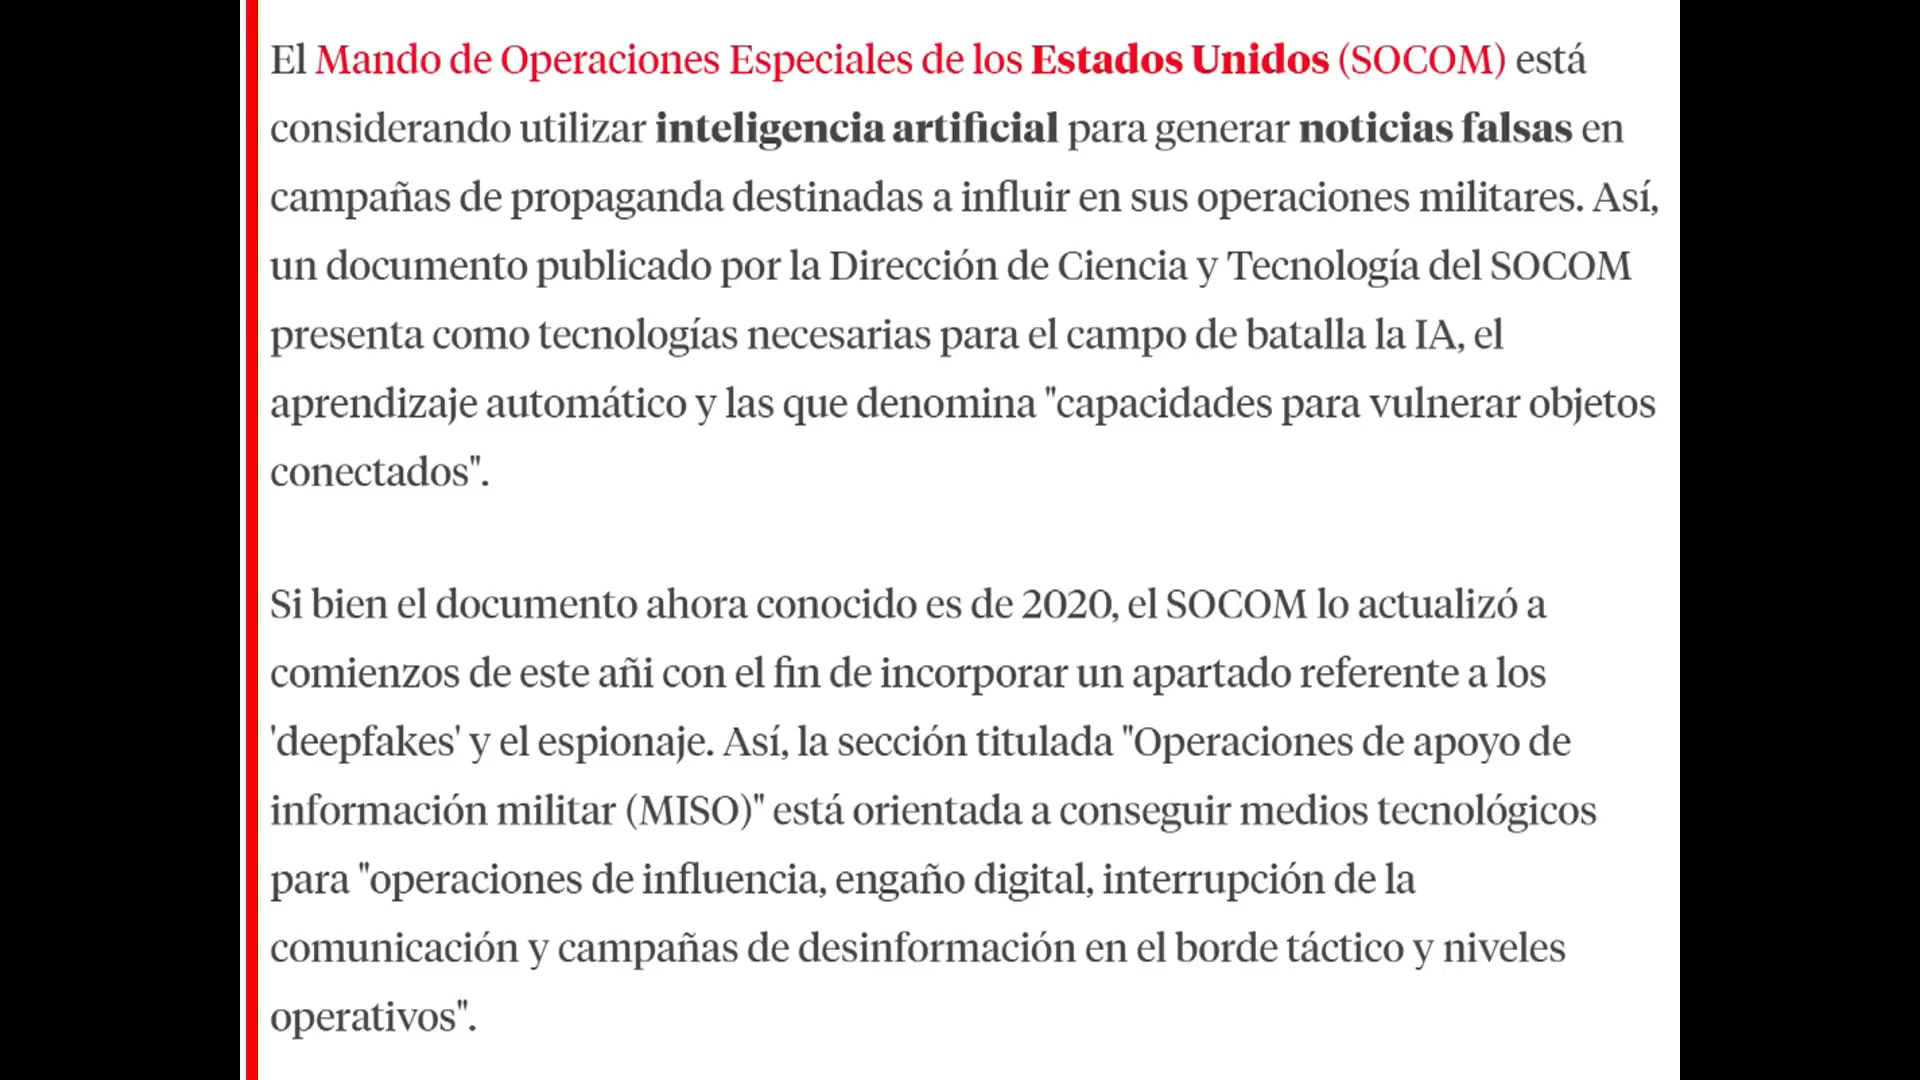 El Mando de Operaciones Especiales de los Estados Unidos (SOCOM) está
considerando utilizar inteligencia artificial para generar noticias falsas en
campañas de propaganda destinadas a influir en sus operaciones militares. Así,
un documento publicado por la Dirección de Ciencia y Tecnología del SOCOM
presenta como tecnologías necesarias para el campo de batalla la IA, el
aprendizaje automático y las que denomina "capacidades para vulnerar objetos
conectados".
Si bien el documento ahora conocido es de 2020, el SOCOM lo actualizó a
comienzos de este añi con el fin de incorporar un apartado referente a los
'deepfakes' y el espionaje. Así, la sección titulada "Operaciones de apoyo de
información militar (MISO)" está orientada a conseguir medios tecnológicos
para "operaciones de influencia, engaño digital, interrupción de la
comunicación y campañas de desinformación en el borde táctico y niveles
operativos".